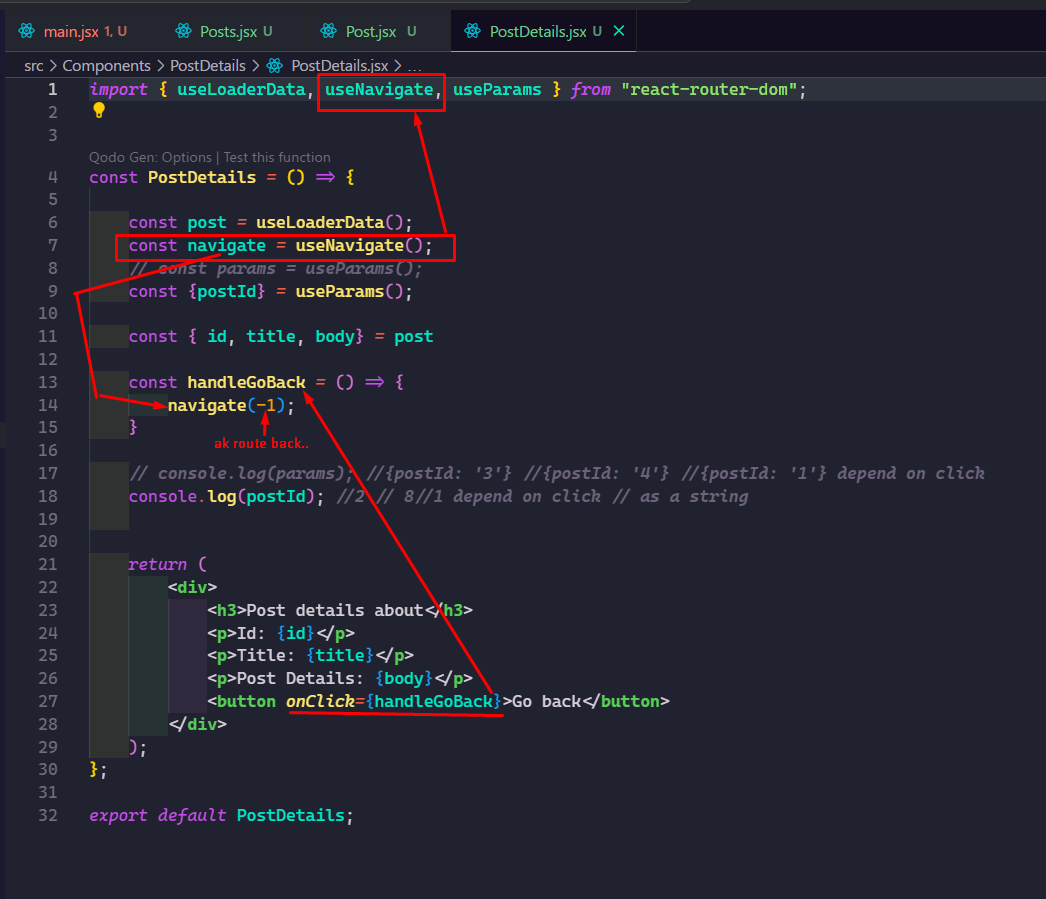 main.jsx 1, U Posts.jsx U Post.jsx U PostDetails.jsx U ×
src > Components > PostDetails > PostDetails.jsx > ...
1 import { useLoaderData, useNavigate, useParams } from "react-router-dom";
2
3
Qodo Gen: Options | Test this function
4 const PostDetails = () => {
5
6 const post = useLoaderData();
7 const navigate = useNavigate();
8 // const params = useParams();
9 const {postId} = useParams();
10
11 const { id, title, body} = post
12
13 const handleGoBack = () => {
14 navigate(-1);
15 }
ak route back..
16
17 // console.log(params); //{postId: '3'} //{postId: '4'} //{postId: '1'} depend on click
18 console.log(postId); //2 // 8//1 depend on click // as a string
19
20
21 return (
22 <div>
23 <h3>Post details about</h3>
24 <p>Id: {id}</p>
25 <p>Title: {title}</p>
26 <p>Post Details: {body}</p>
27 <button onClick={handleGoBack}>Go back</button>
28 </div>
29 );
30 };
31
32 export default PostDetails;